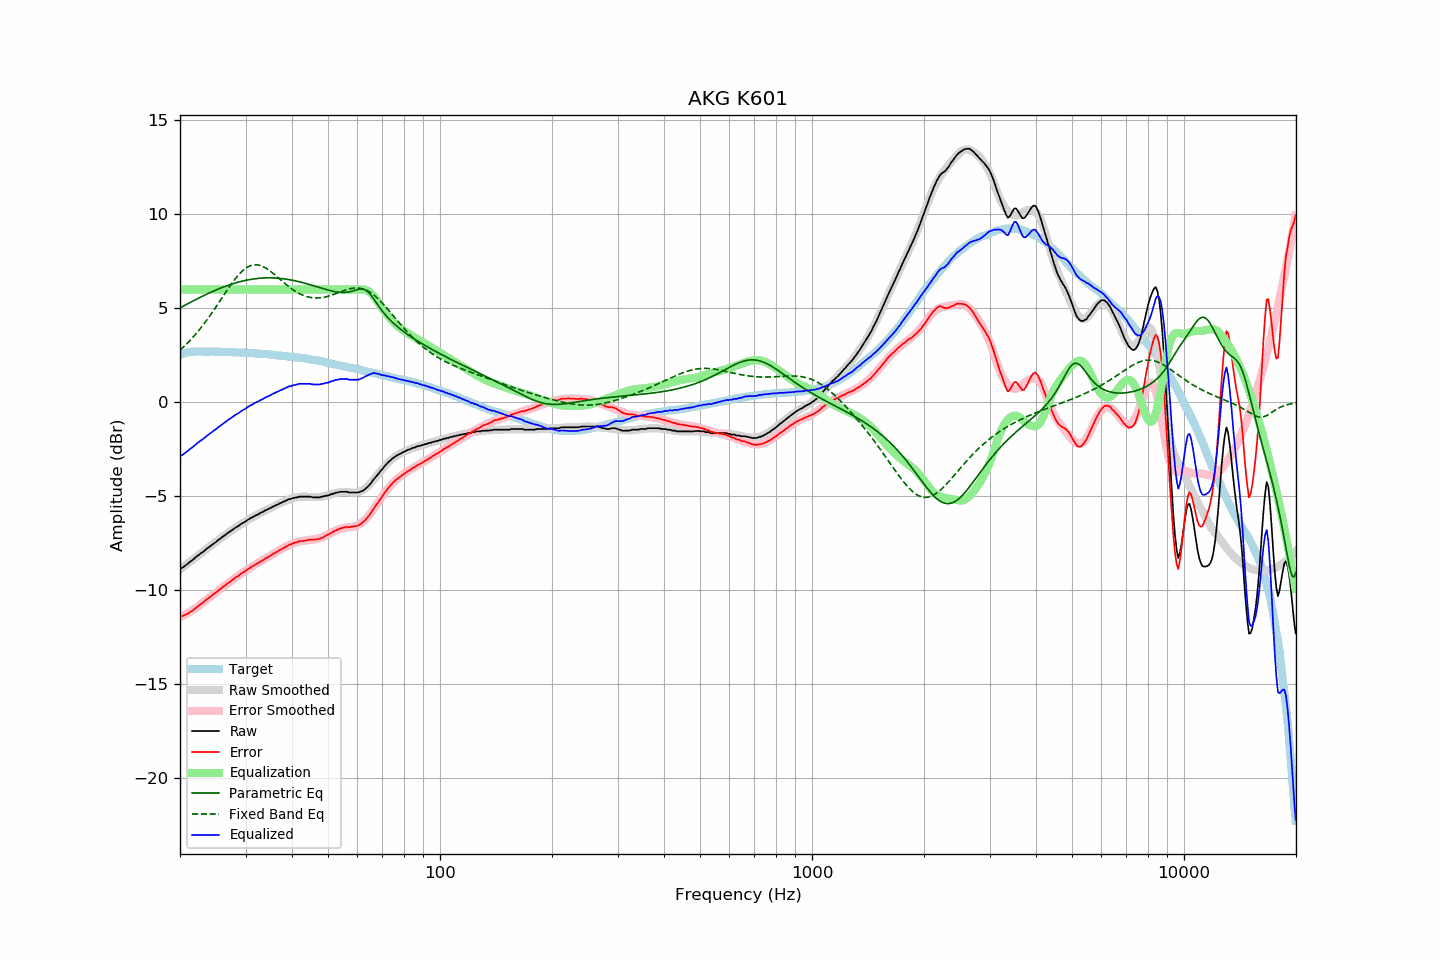 AKG K601
15
10
5
0
−5
−10
−15
−20
Amplitude (dBr)
Target
Raw Smoothed
Error Smoothed
Raw
Error
Equalization
Parametric Eq
Fixed Band Eq
Equalized
100
1000
10000
Frequency (Hz)